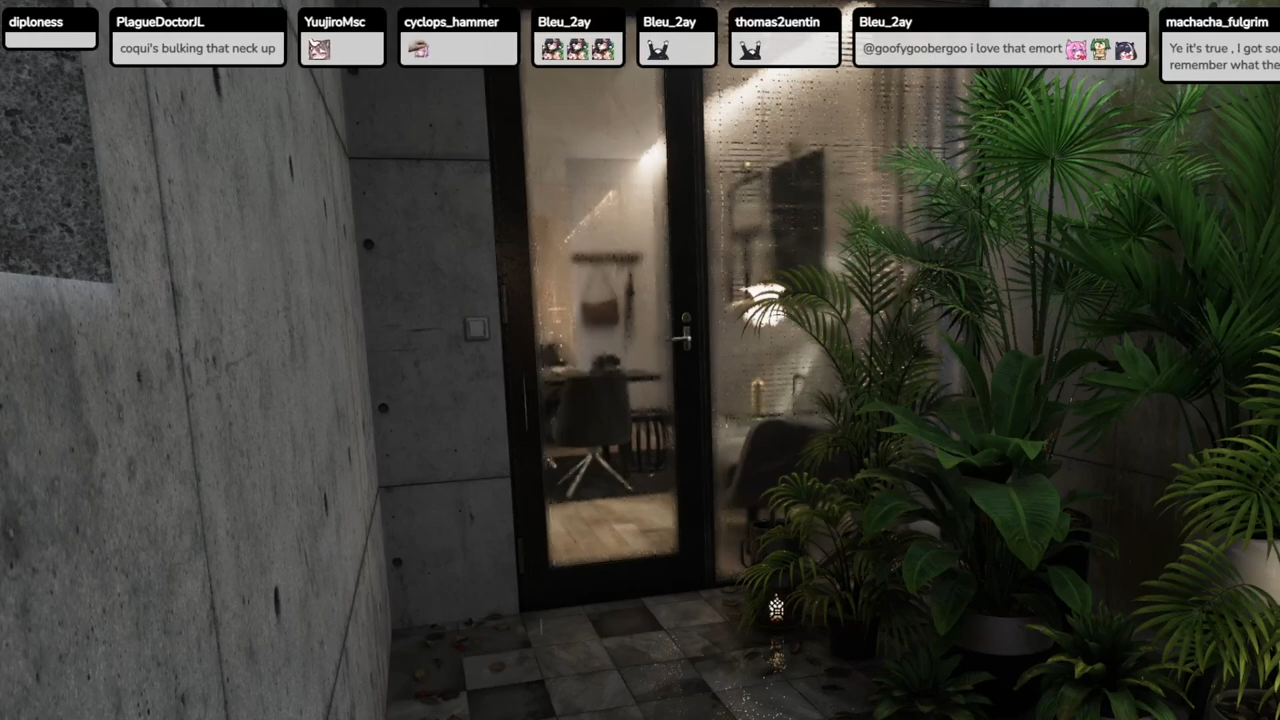 diploness
PlagueDoctorJL
coqui's bulking that neck up
YuujiroMsc
cyclops_hammer
Bleu_2ay
Bleu_2ay
thomas2uentin
Bleu_2ay
@goofygoobergoo i love that emort
machacha_fulgrim
Ye it's true , I got so
remember what the